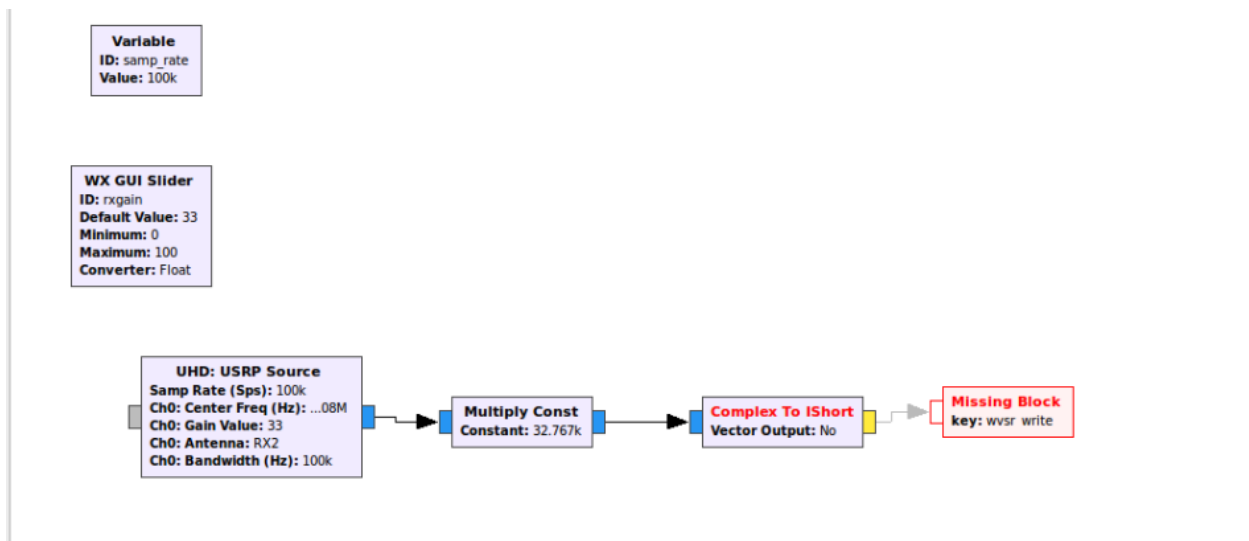 Variable
ID: samp_rate
Value: 100k
WX GUI Slider
ID: rxgain
Default Value: 33
Minimum: 0
Maximum: 100
Converter: Float
UHD: USRP Source
Samp Rate (Sps): 100k
Ch0: Center Freq (Hz): ...08M
Ch0: Gain Value: 33
Ch0: Antenna: RX2
Ch0: Bandwidth (Hz): 100k
Multiply Const
Constant: 32.767k
Complex To IShort
Vector Output: No
Missing Block
key: wvsr_write